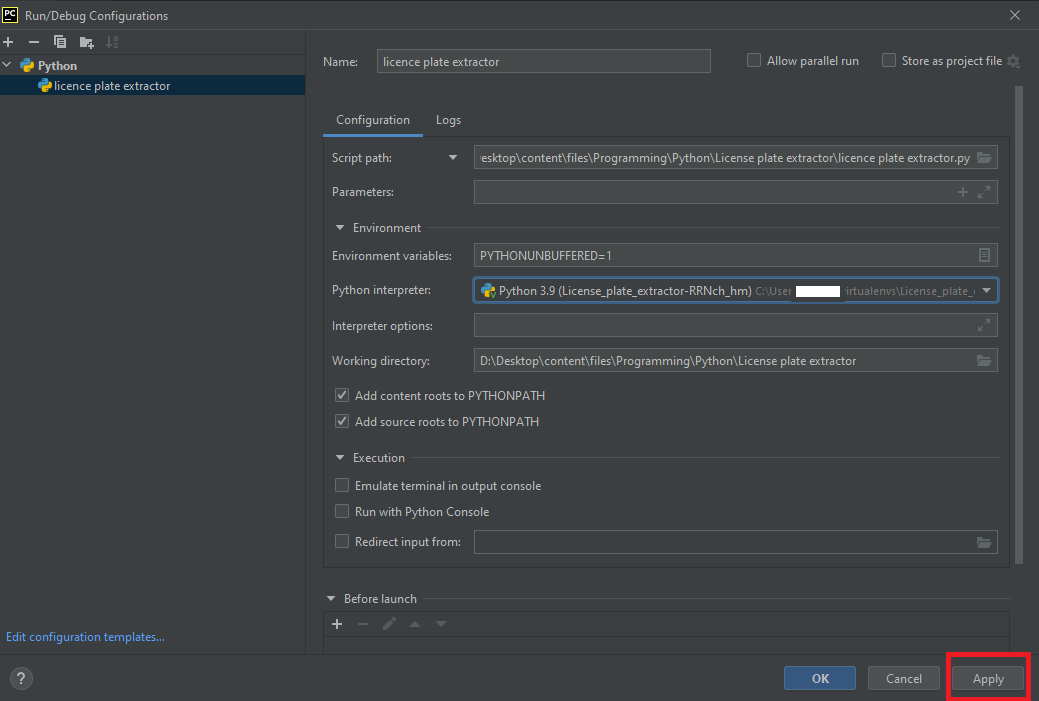 PC Run/Debug Configurations
Python
licence plate extractor
Edit configuration templates...
Name: licence plate extractor
Allow parallel run
Store as project file
Configuration Logs
Script path: esktop\content\files\Programming\Python\License plate extractor\licence plate extractor.py
Parameters:
Environment
Environment variables: PYTHONUNBUFFERED=1
Python interpreter: Python 3.9 (License_plate_extractor-RRNch_hm) C:\User irtualenvs\License_plate_
Interpreter options:
Working directory: D:\Desktop\content\files\Programming\Python\License plate extractor
Add content roots to PYTHONPATH
Add source roots to PYTHONPATH
Execution
Emulate terminal in output console
Run with Python Console
Redirect input from:
Before launch
? OK Cancel Apply